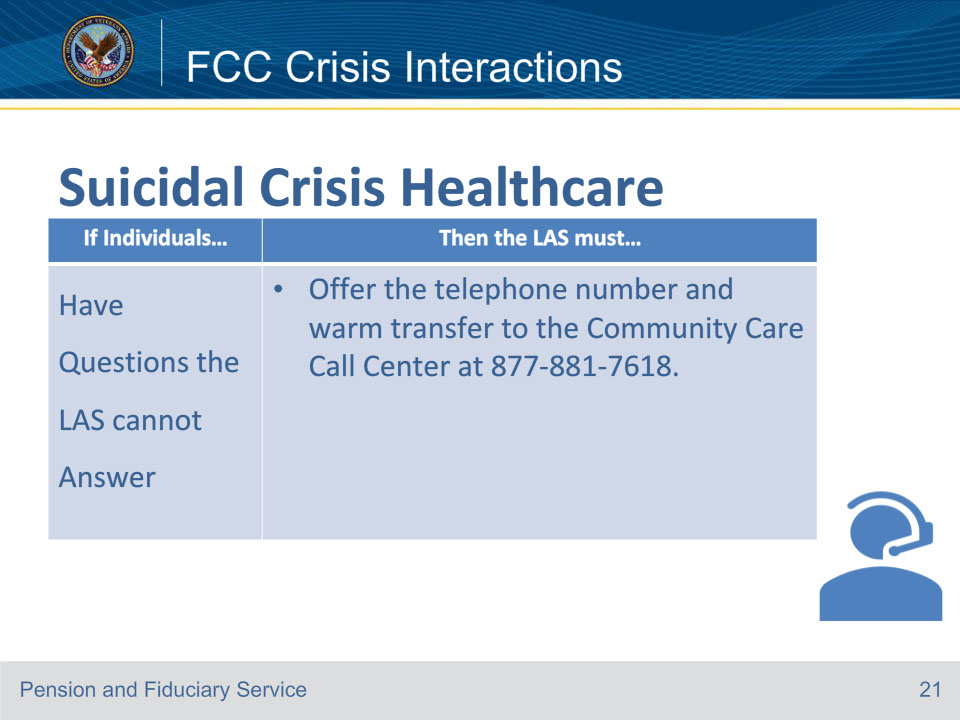 FCC Crisis Interactions
Suicidal Crisis Healthcare
If Individuals...
Then the LAS must...
Have
Questions the
LAS cannot
Answer
• Offer the telephone number and
warm transfer to the Community Care
Call Center at 877-881-7618.
Pension and Fiduciary Service
21